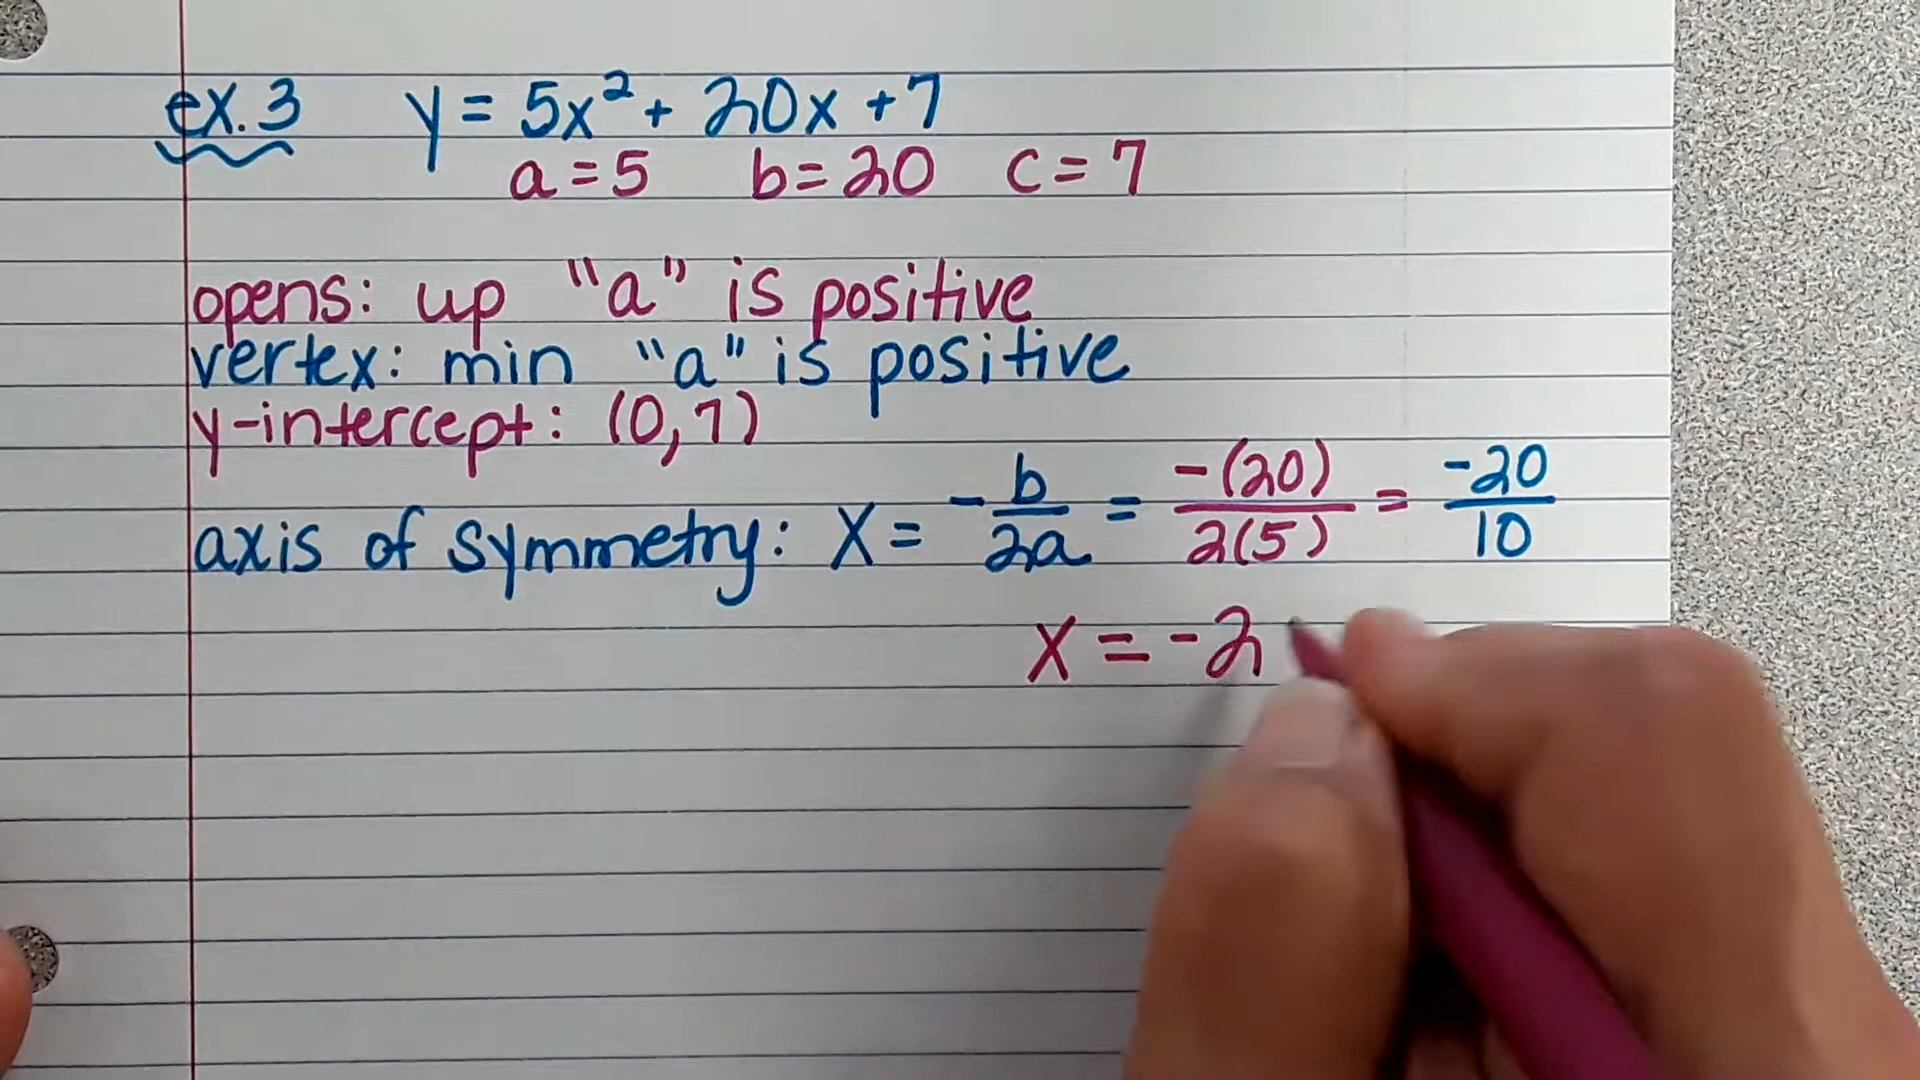 ex. 3 y = 5x² + 20x + 7
a = 5 b = 20 c = 7
opens: up "a" is positive
vertex: min "a" is positive
y-intercept: (0,7)
axis of symmetry: x = -b/2a = -(20)/2(5) = -20/10
x = -2